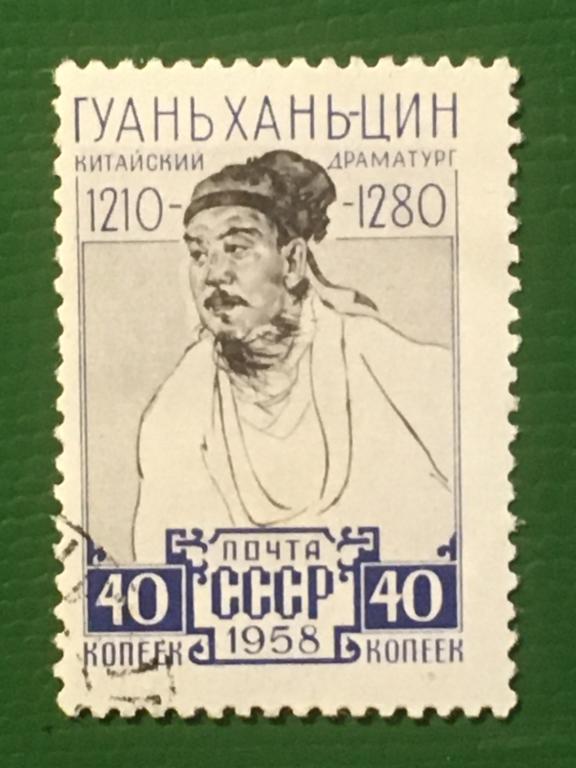 ГУАНЬ ХАНЬ-ЦИН
КИТАЙСКИЙ ДРАМАТУРГ
1210- -1280
ПОЧТА
40 СССР 40
КОПЕЕК 1958 КОПЕЕК